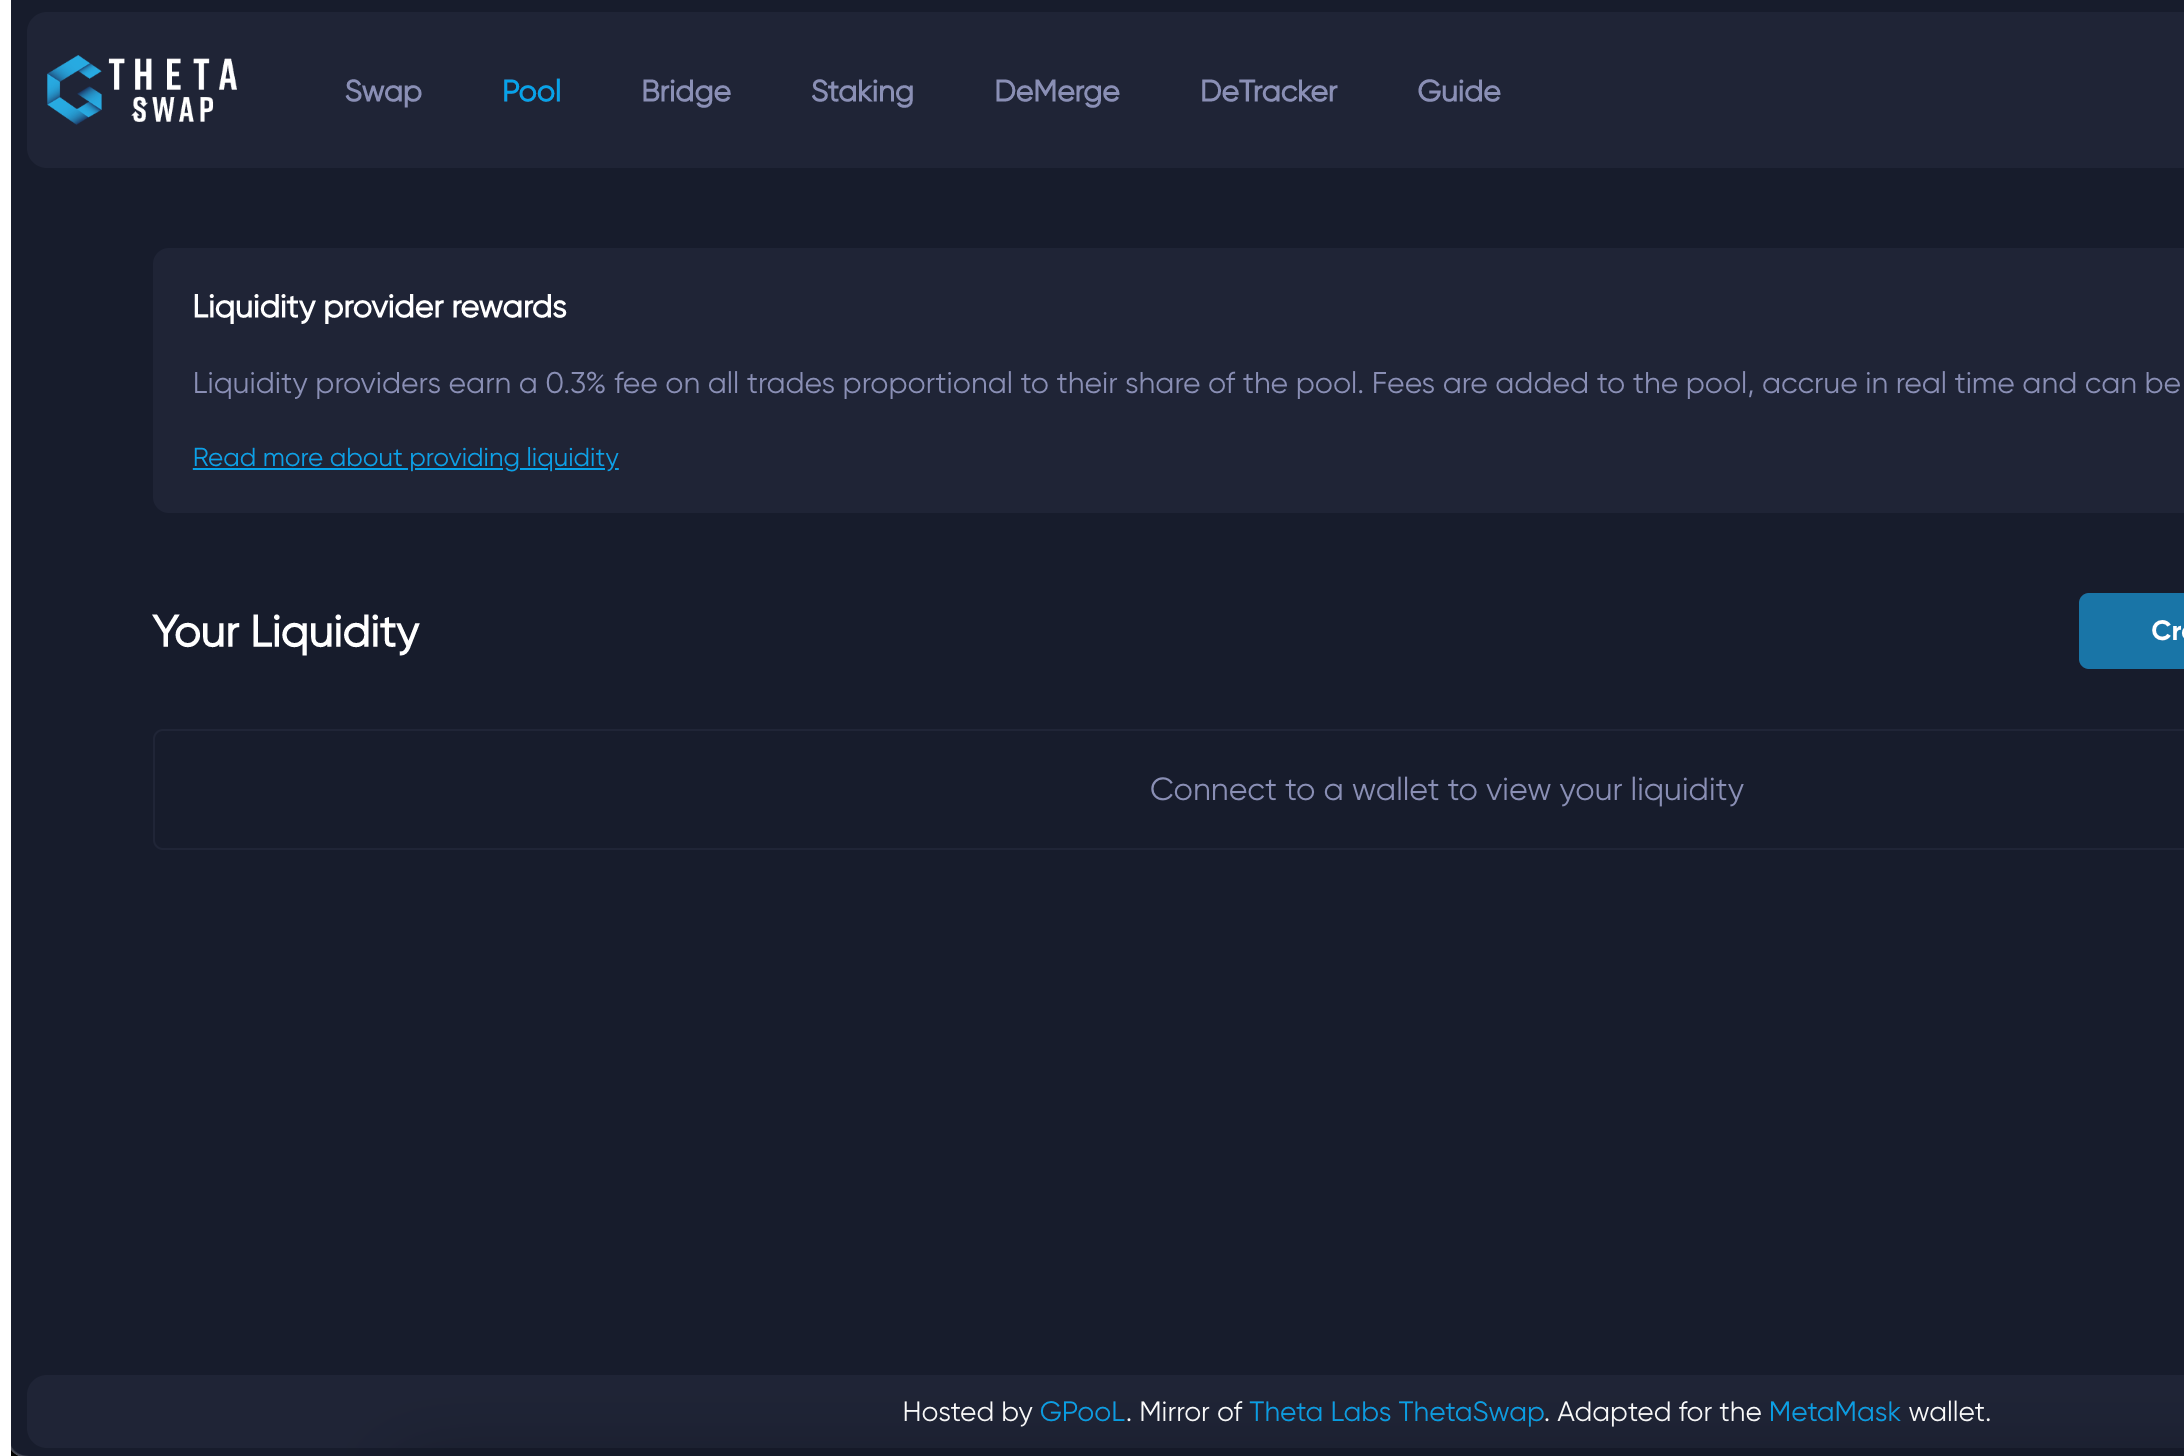 THETA
SWAP
Swap Pool Bridge Staking DeMerge DeTracker Guide
Liquidity provider rewards
Liquidity providers earn a 0.3% fee on all trades proportional to their share of the pool. Fees are added to the pool, accrue in real time and can be
Read more about providing liquidity
Your Liquidity
Connect to a wallet to view your liquidity
Hosted by GPooL. Mirror of Theta Labs ThetaSwap. Adapted for the MetaMask wallet.